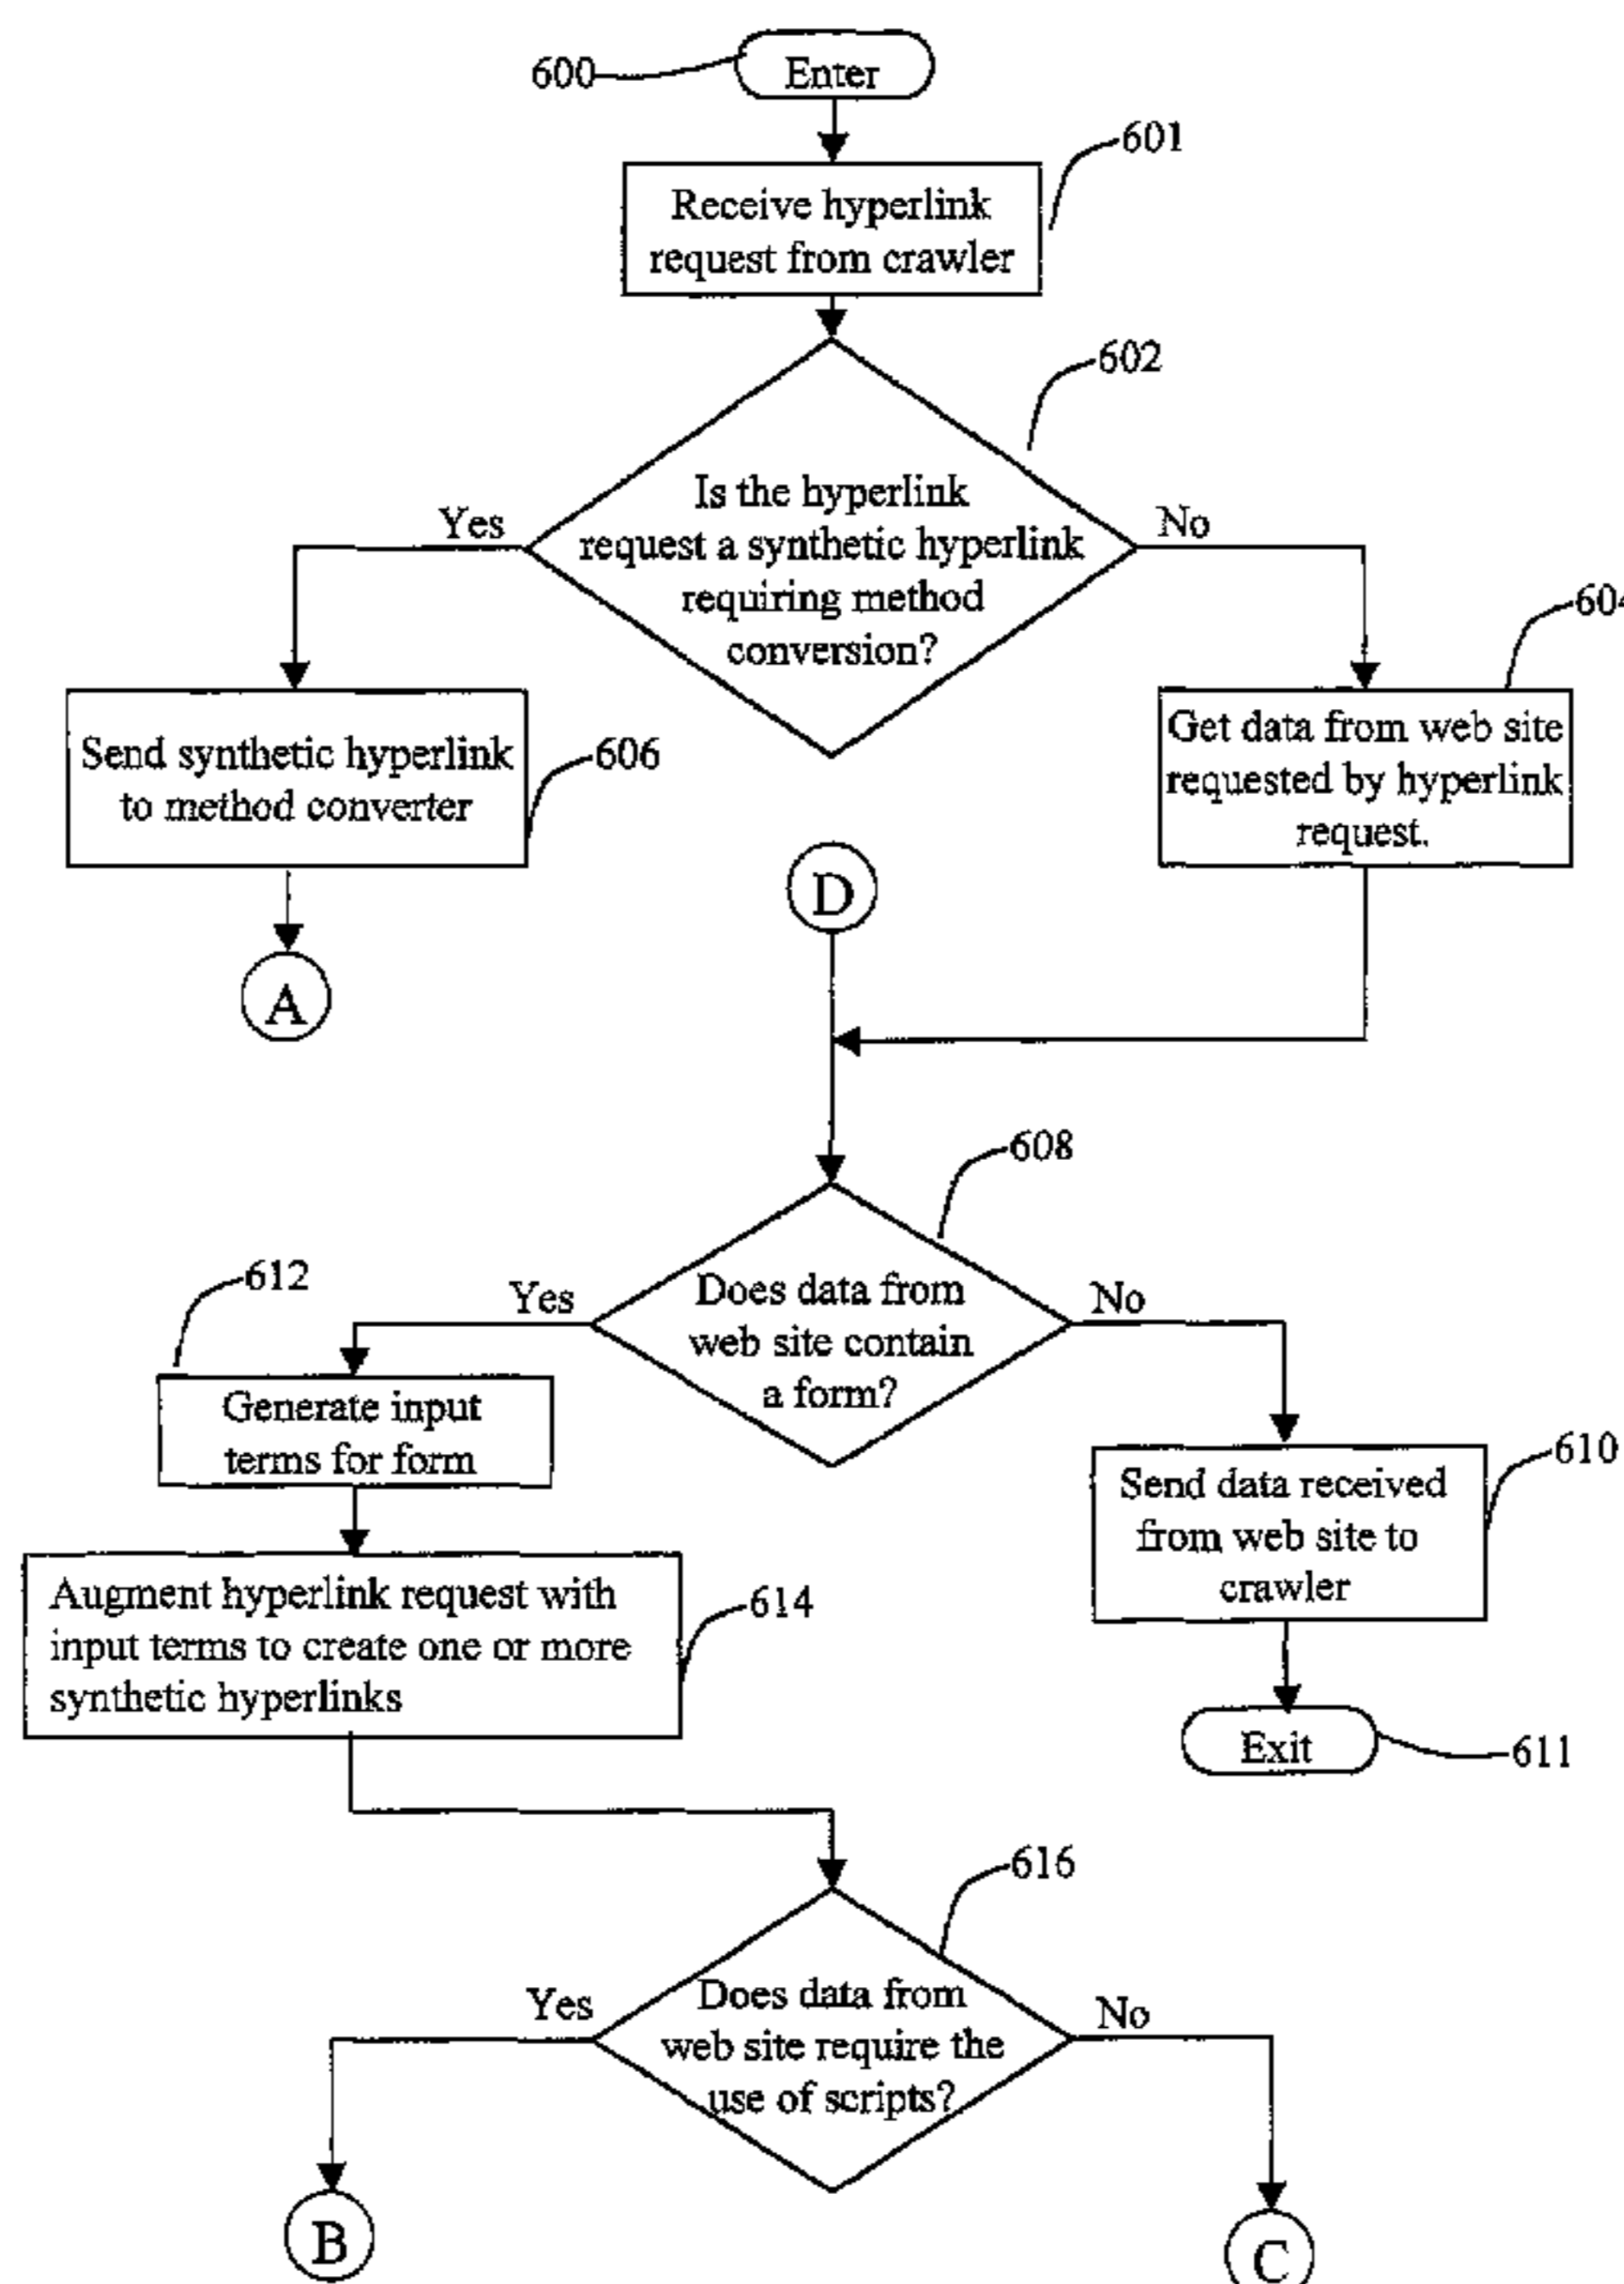 600
Enter
601
Receive hyperlink
request from crawler
602
Is the hyperlink
request a synthetic hyperlink
requiring method
conversion?
Yes
No
604
Send synthetic hyperlink
to method converter
606
Get data from web site
requested by hyperlink
request.
D
A
608
Does data from
web site contain
a form?
Yes
No
612
Generate input
terms for form
610
Send data received
from web site to
crawler
Augment hyperlink request with
input terms to create one or more
synthetic hyperlinks
614
Exit
611
616
Does data from
web site require the
use of scripts?
Yes
No
B
C